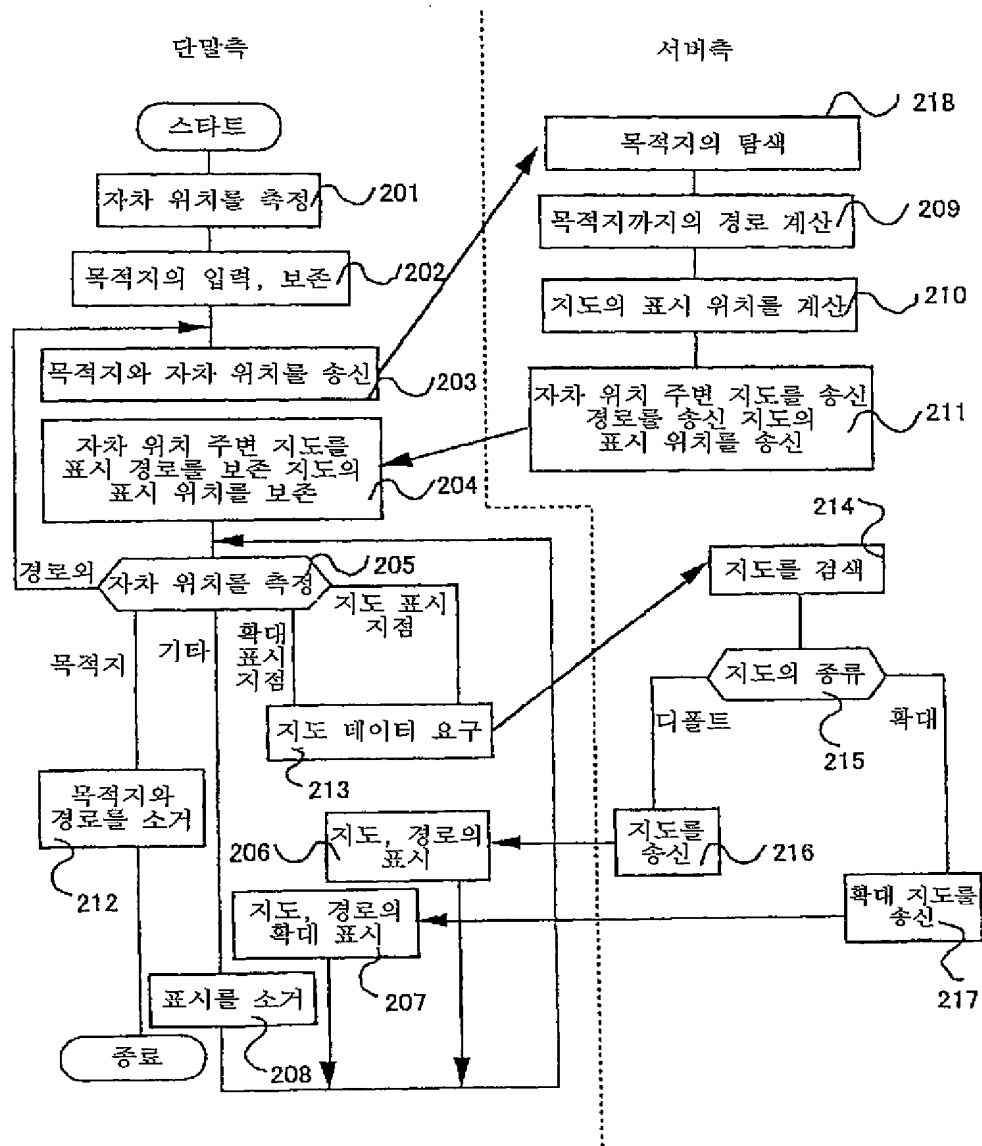 단말측
서버측
스타트
218
목적지의 탐색
자차 위치를 측정
201
목적지까지의 경로 계산
209
목적지의 입력, 보존
202
지도의 표시 위치를 계산
210
목적지와 자차 위치를 송신
203
자차 위치 주변 지도를 송신
경로를 송신 지도의
표시 위치를 송신
211
자차 위치 주변 지도를
표시 경로를 보존 지도의
표시 위치를 보존
204
214
경로외
자차 위치를 측정
205
지도를 검색
지도 표시
지점
확대
표시
지점
기타
목적지
지도의 종류
215
디폴트
확대
지도 데이터 요구
213
목적지와
경로를 소거
212
206
지도, 경로의
표시
지도를
송신
216
지도, 경로의
확대 표시
207
확대 지도를
송신
217
표시를 소거
208
종료